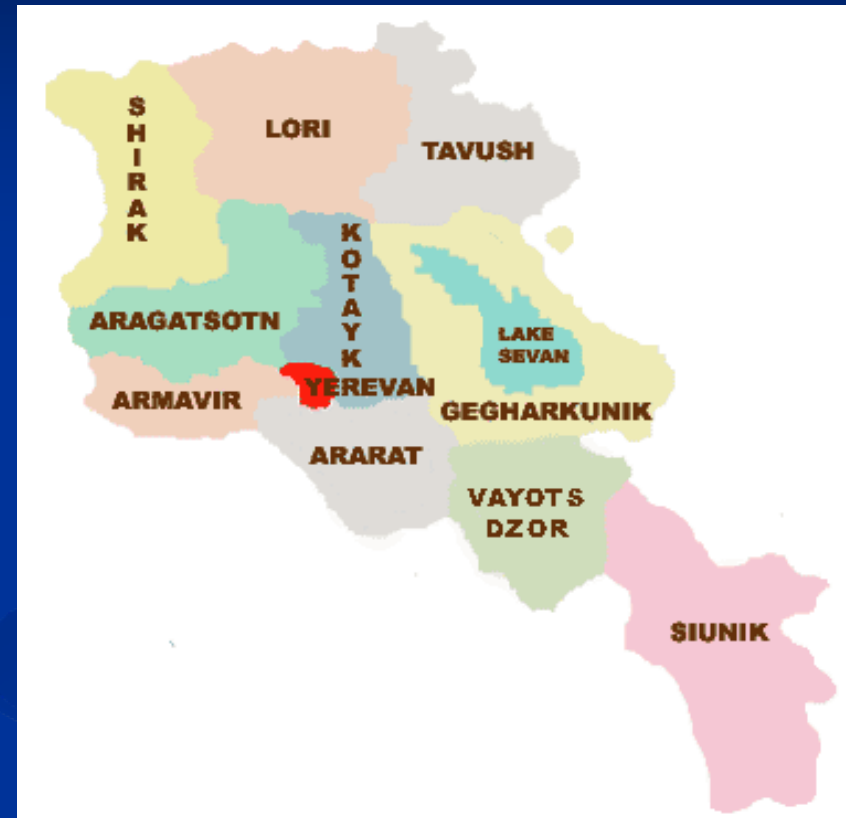 SHIRAK
LORI
TAVUSH
KOTAYK
ARAGATSOTN
LAKE
SEVAN
YEREVAN
ARMAVIR
GEGHARKUNIK
ARARAT
VAYOTS
DZOR
SIUNIK